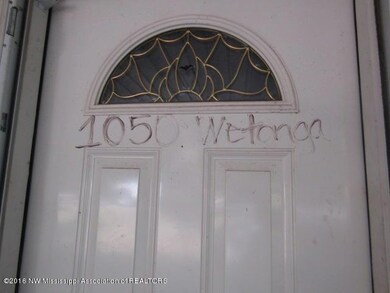 1050 Wetonga
© 2016 NW Mississippi Association of REALTORS